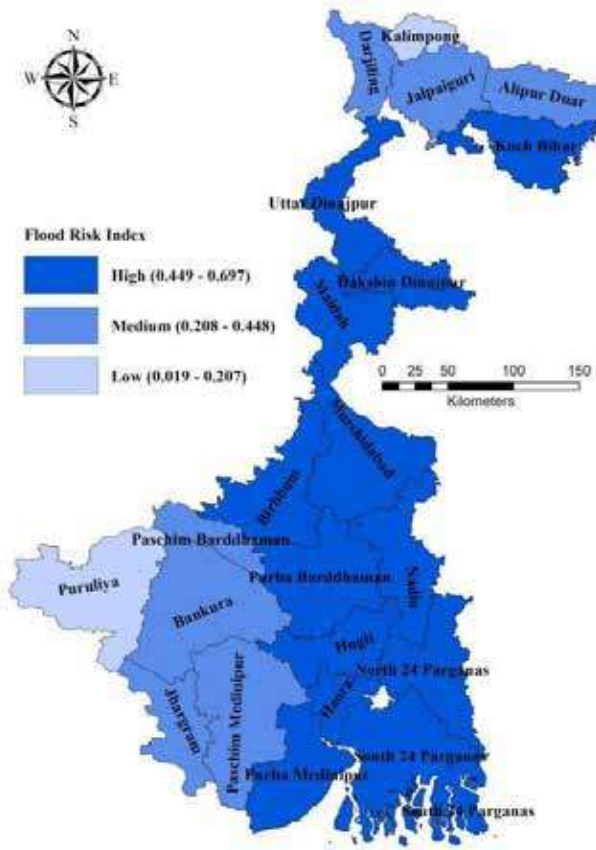 N
W E
S
Kalimpong
Darjiling
Jalpaiguri
Alipur Duar
Koch Bihar
Uttar Dinajpur
Flood Risk Index
High (0.449 - 0.697)
Medium (0.208 - 0.448)
Low (0.019 - 0.207)
Dakshin Dinajpur
Maldah
0 25 50 100 150
Kilometers
Murshidabad
Birbhum
Paschim Barddhaman
Puruliya
Purba Barddhaman
Nadia
Bankura
Hugli
North 24 Parganas
Haora
Jhargram
Paschim Medinipur
South 24 Parganas
Purba Medinipur
South 24 Parganas